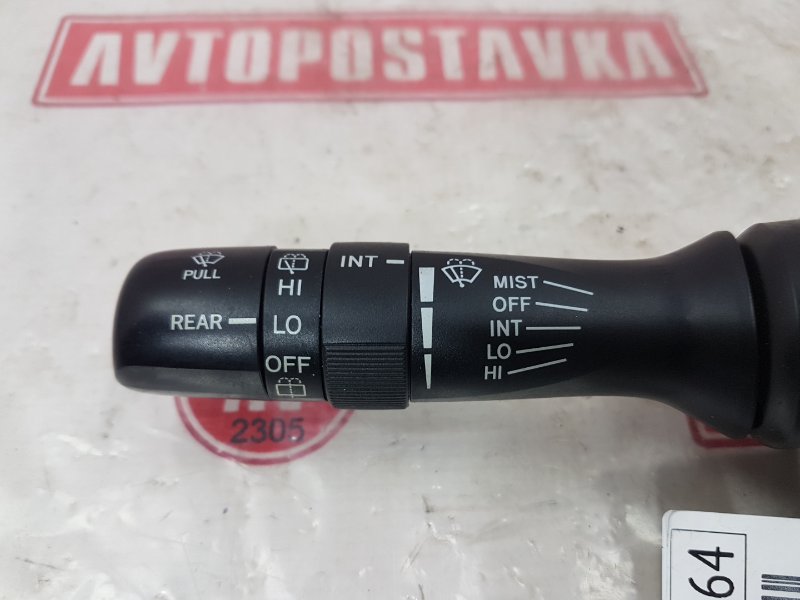 AVTOPOSTAVKA
PULL
REAR
HI
LO
OFF
INT
MIST
OFF
INT
LO
HI
2305
64